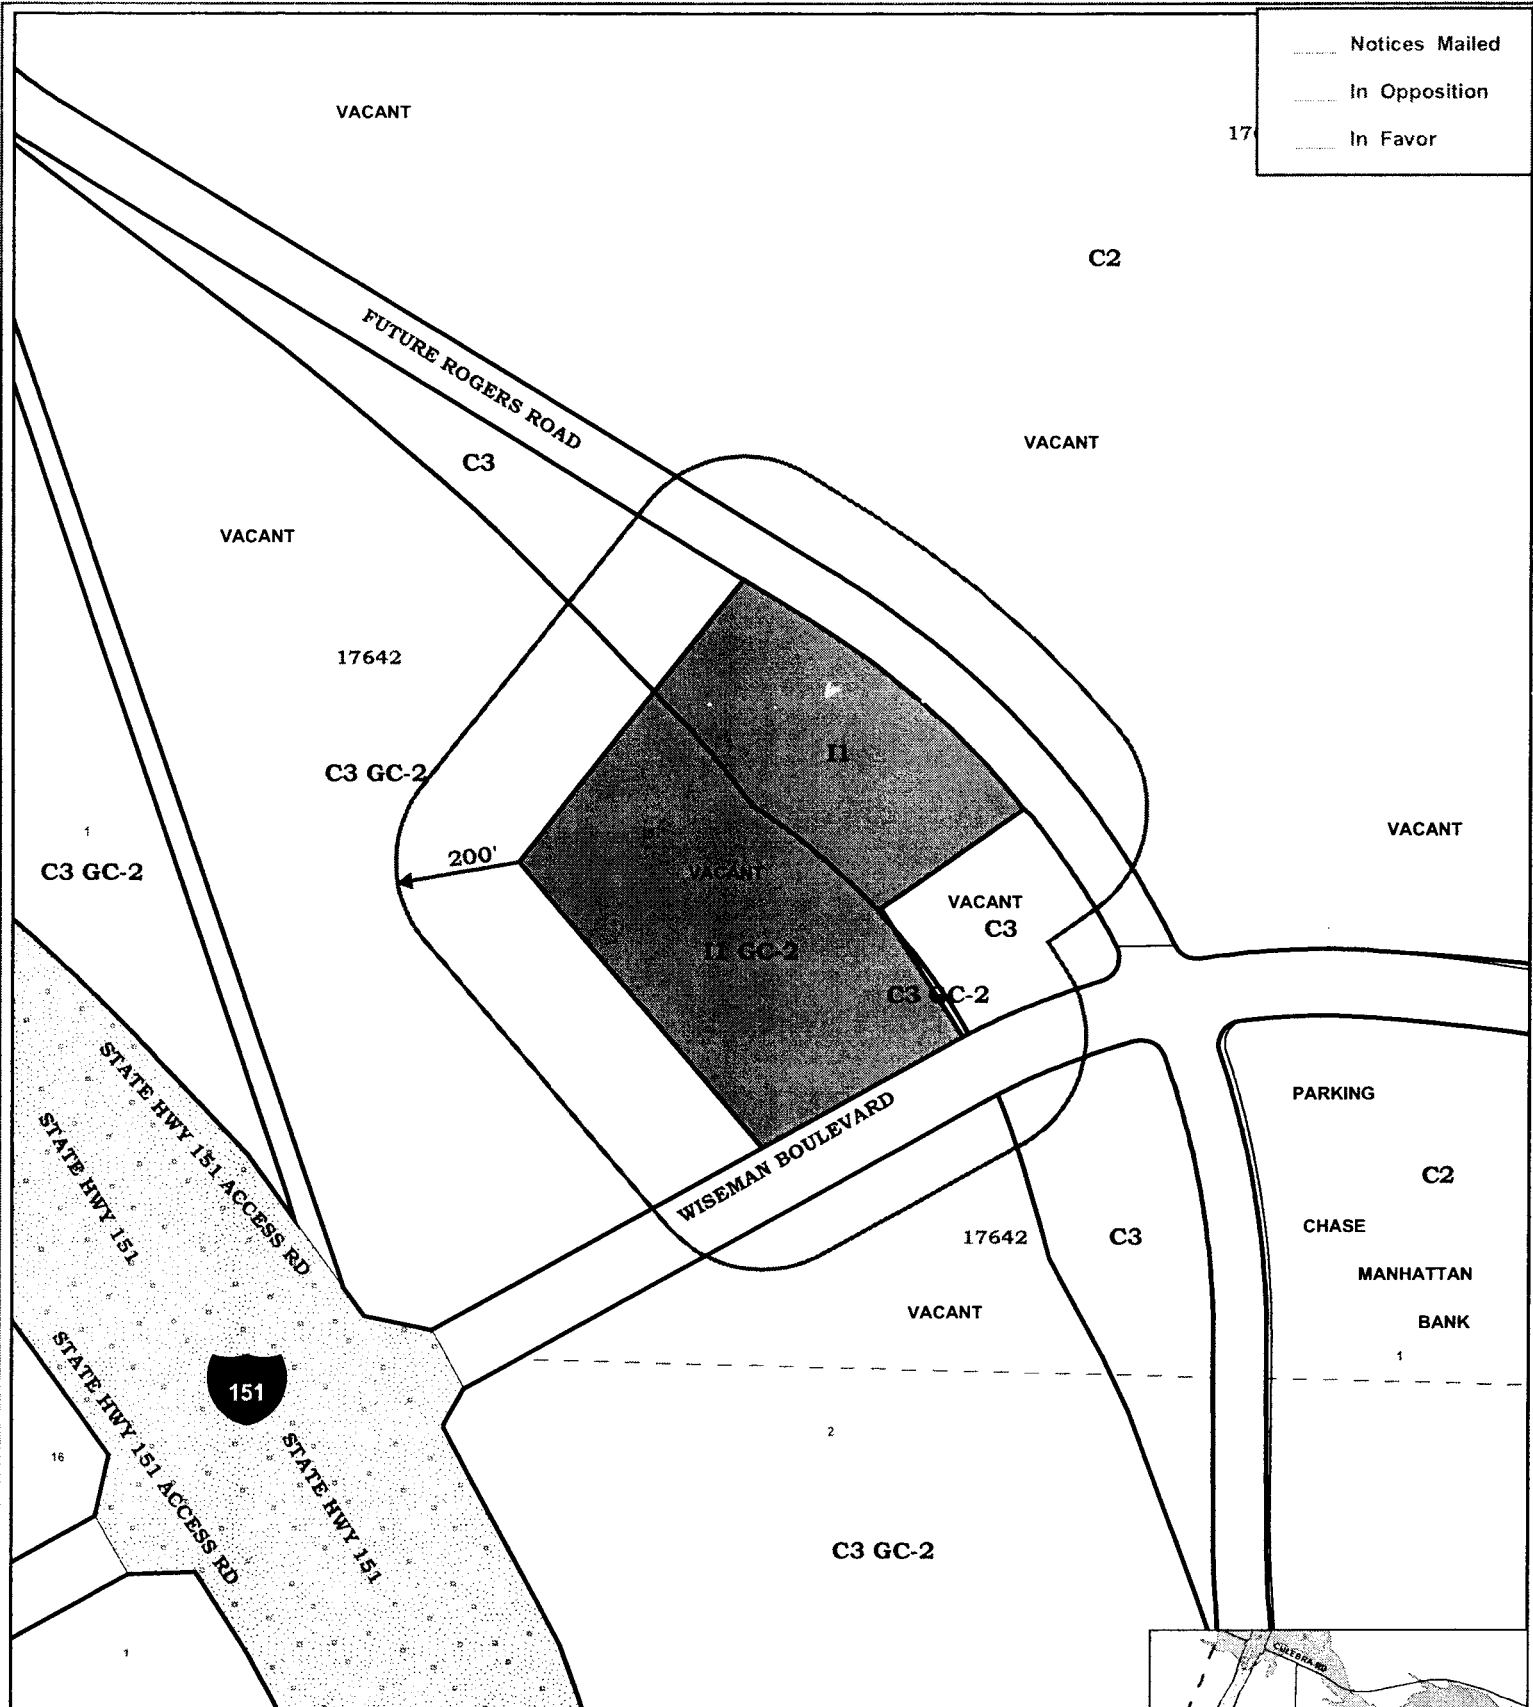 Notices Mailed
In Opposition
In Favor
VACANT
C2
FUTURE ROGERS ROAD
VACANT
C3
VACANT
17642
I1
C3 GC-2
VACANT
1
200'
C3 GC-2
VACANT
VACANT
C3
I1 GC-2
C3 GC-2
STATE HWY 151 ACCESS RD
STATE HWY 151
PARKING
WISEMAN BOULEVARD
C2
17642
C3
CHASE
MANHATTAN
VACANT
BANK
1
STATE HWY 151 ACCESS RD
151
2
16
STATE HWY 151
C3 GC-2
1
CULEBRA RD